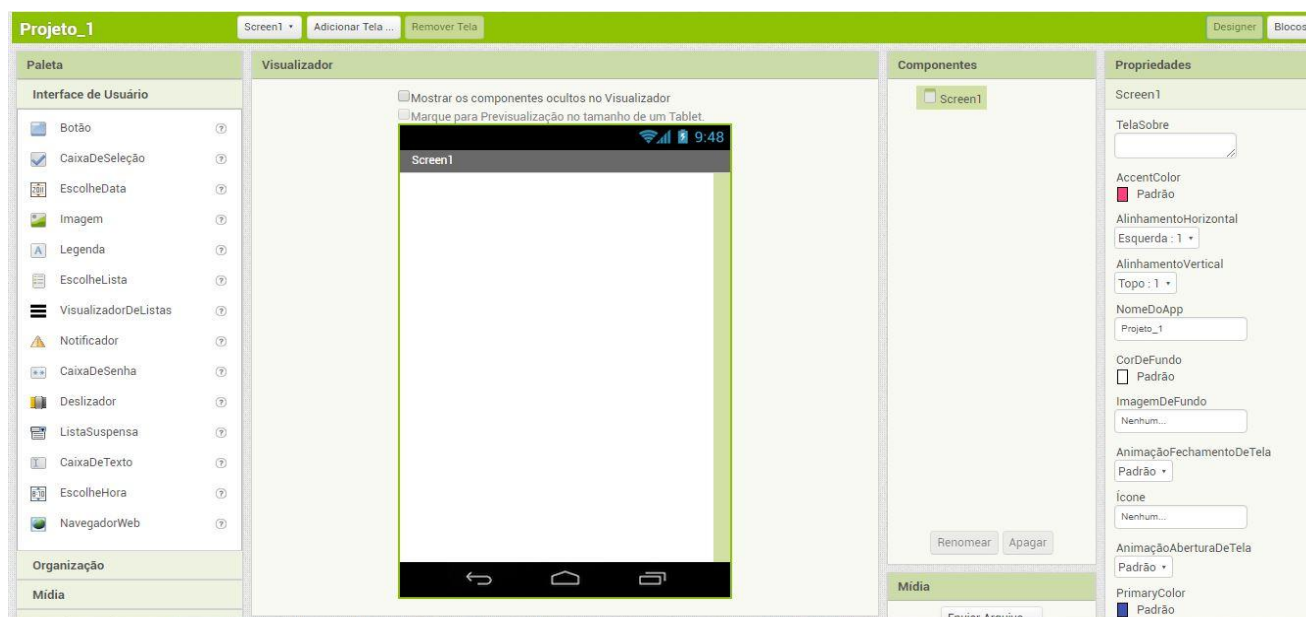 Projeto_1
Screen1
Adicionar Tela ...
Remover Tela
Designer
Blocos
Paleta
Interface de Usuário
Botão
CaixaDeSeleção
EscolheData
Imagem
Legenda
EscolheLista
VisualizadorDeListas
Notificador
CaixaDeSenha
Deslizador
ListaSuspensa
CaixaDeTexto
EscolheHora
NavegadorWeb
Organização
Mídia
Visualizador
Mostrar os componentes ocultos no Visualizador
Marque para Previsualização no tamanho de um Tablet.
9:48
Screen1
Componentes
Screen1
Renomear
Apagar
Mídia
Propriedades
Screen1
TelaSobre
AccentColor
Padrão
AlinhamentoHorizontal
Esquerda : 1
AlinhamentoVertical
Topo : 1
NomeDoApp
Projeto_1
CorDeFundo
Padrão
ImagemDeFundo
Nenhum...
AnimaçãoFechamentoDeTela
Padrão
Ícone
Nenhum...
AnimaçãoAberturaDeTela
Padrão
PrimaryColor
Padrão